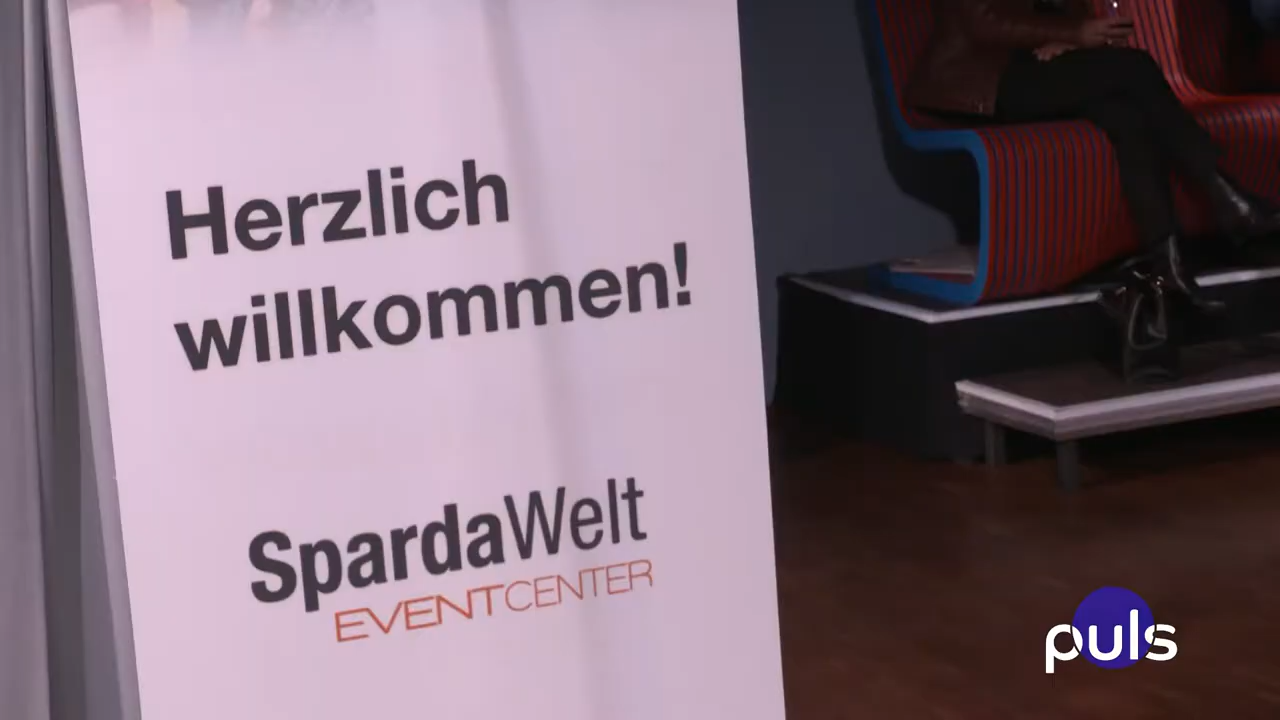 Herzlich
willkommen!
SpardaWelt
EVENTCENTER
puls